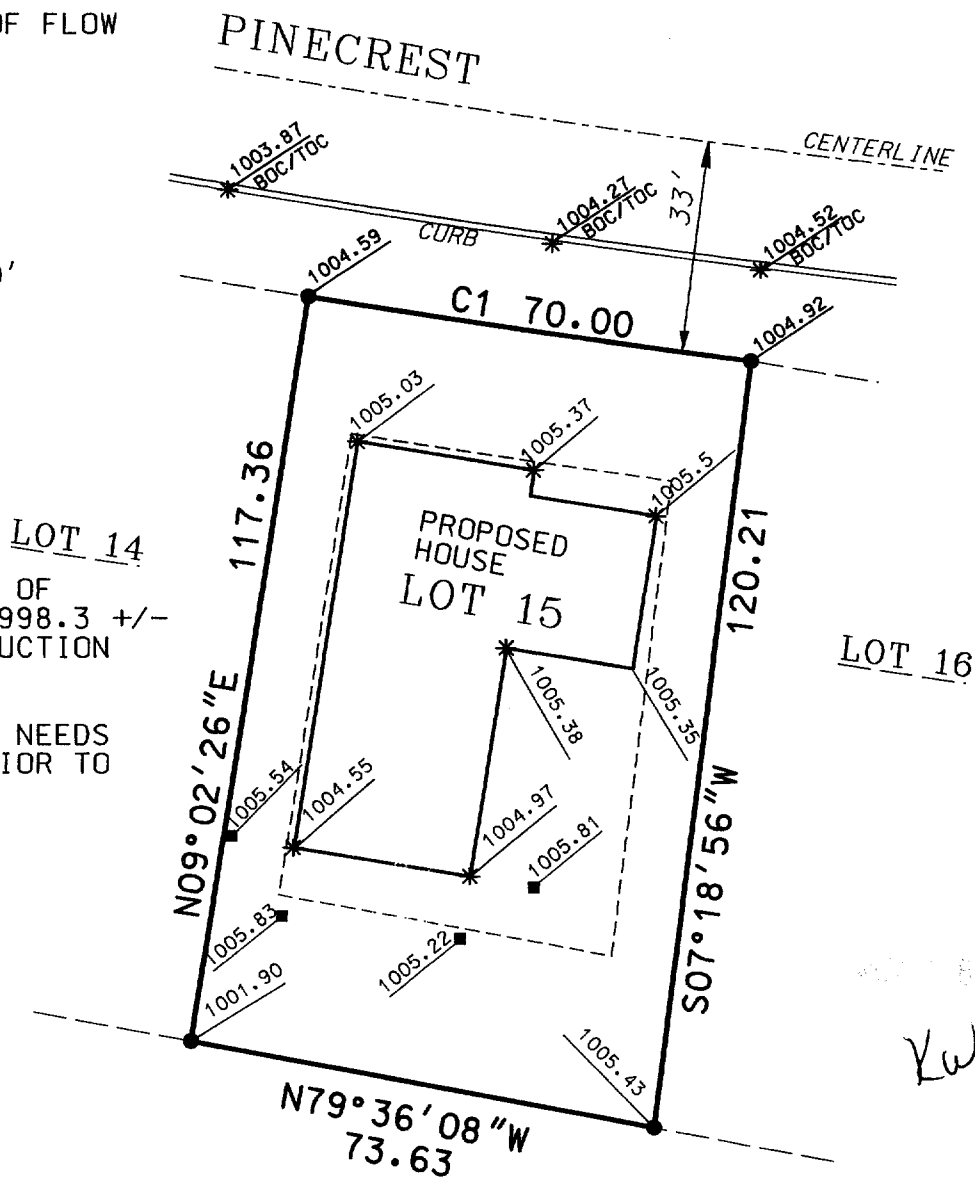 OF FLOW
PINECREST
CENTERLINE
1003.87
BOC/TOC
1004.27
BOC/TOC
33'
1004.52
BOC/TOC
CURB
1004.59
C1 70.00
1004.92
1005.03
1005.37
1005.5
117.36
120.21
LOT 14
PROPOSED
HOUSE
LOT 15
OF
998.3 +/-
UCTION
LOT 16
NEEDS
IOR TO
1005.38
1005.35
N09°02'26"E
S07°18'56"W
1005.54
1004.55
1004.97
1005.81
1005.83
1005.22
1001.90
1005.43
N79°36'08"W
73.63